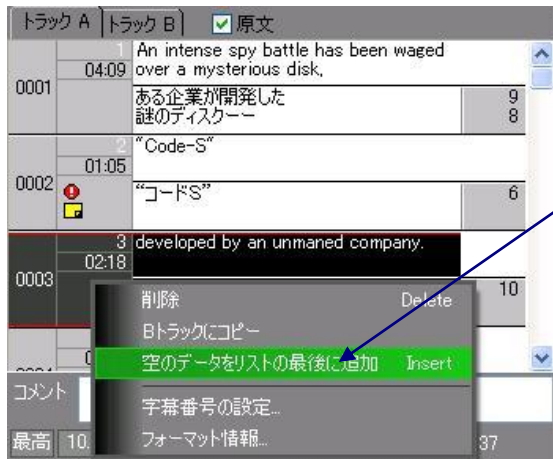 トラック A トラック B 原文
1 An intense spy battle has been waged
04:09 over a mysterious disk,
0001
ある企業が開発した 9
謎のディスクーー 8
2 “Code-S”
01:05
0002
“コードS” 6
3 developed by an unmaned company.
02:18
0003
10
削除 Delete
Bトラックにコピー
空のデータをリストの最後に追加 Insert
コメント
字幕番号の設定...
最高 10. フォーマット情報... 37